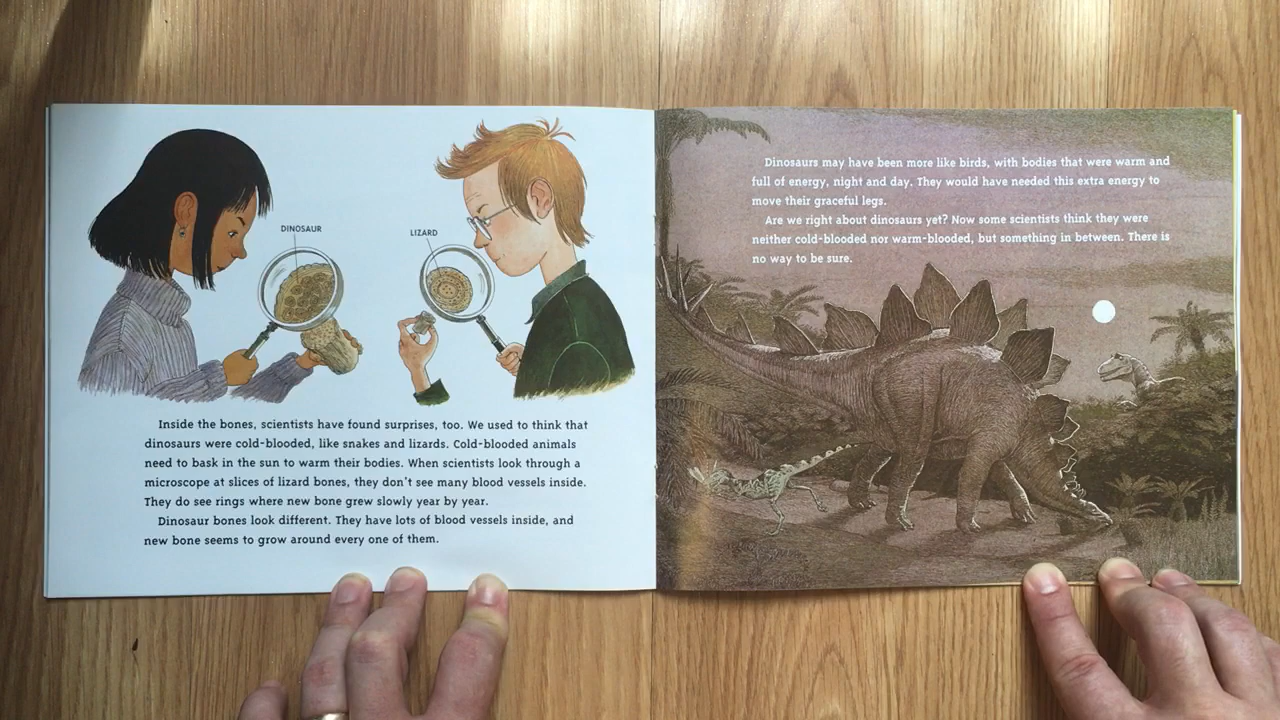 DINOSAUR
LIZARD
Inside the bones, scientists have found surprises, too. We used to think that
dinosaurs were cold-blooded, like snakes and lizards. Cold-blooded animals
need to bask in the sun to warm their bodies. When scientists look through a
microscope at slices of lizard bones, they don't see many blood vessels inside.
They do see rings where new bone grew slowly year by year.
Dinosaur bones look different. They have lots of blood vessels inside, and
new bone seems to grow around every one of them.
Dinosaurs may have been more like birds, with bodies that were warm and
full of energy, night and day. They would have needed this extra energy to
move their graceful legs.
Are we right about dinosaurs yet? Now some scientists think they were
neither cold-blooded nor warm-blooded, but something in between. There is
no way to be sure.